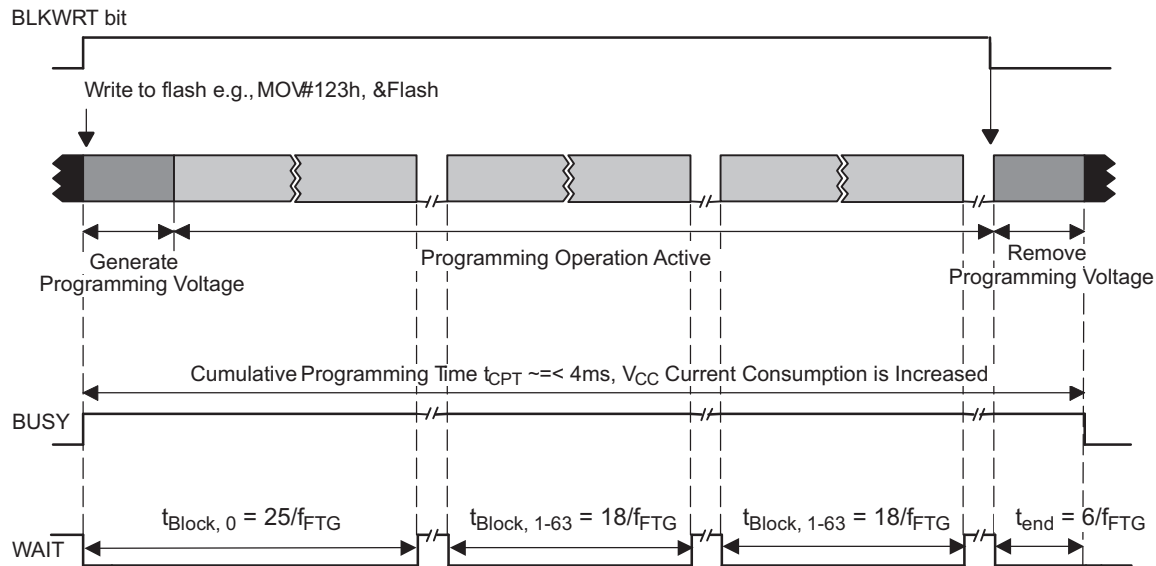 BLKWRT bit
Write to flash e.g., MOV#123h, &Flash
Generate
Programming Voltage
Programming Operation Active
Remove
Programming Voltage
Cumulative Programming Time tCPT ~=< 4ms, VCC Current Consumption is Increased
BUSY
tBlock, 0 = 25/fFTG
tBlock, 1-63 = 18/fFTG
tBlock, 1-63 = 18/fFTG
tend = 6/fFTG
WAIT